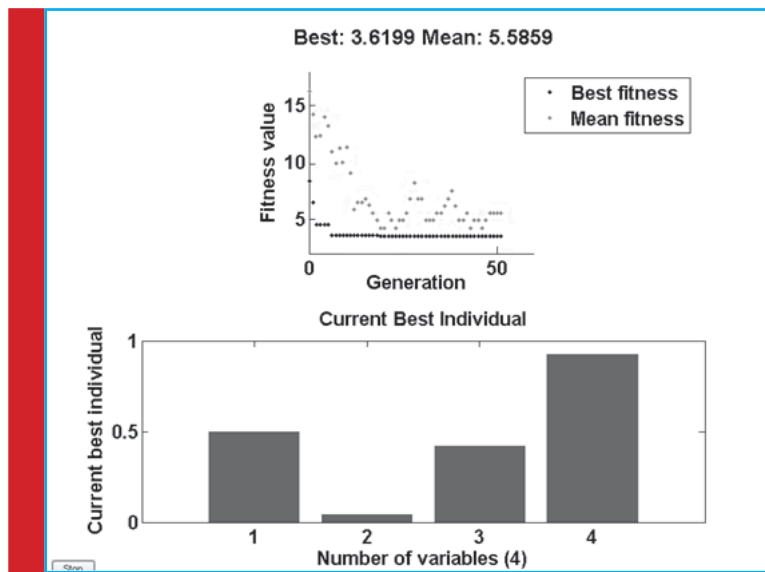 Best: 3.6199 Mean: 5.5859
Best fitness
Mean fitness
Fitness value
15
10
5
0
50
Generation
Current Best Individual
Current best individual
1
0.5
0
1
2
3
4
Number of variables (4)
Stop